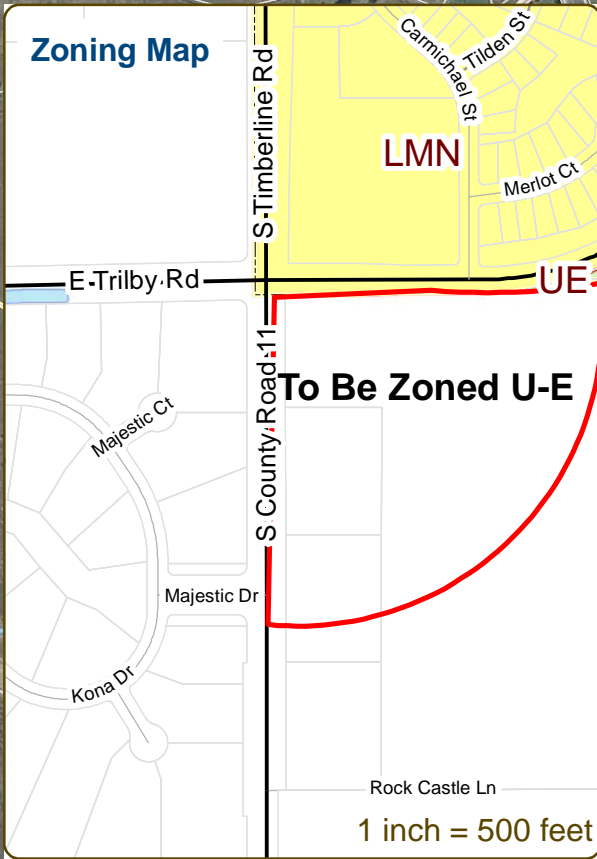 Zoning Map
S Timberline Rd
Carmichael St
Tilden St
LMN
Merlot Ct
E Trilby Rd
UE
S County Road 11
To Be Zoned U-E
Majestic Ct
Majestic Dr
Kona Dr
Rock Castle Ln
1 inch = 500 feet